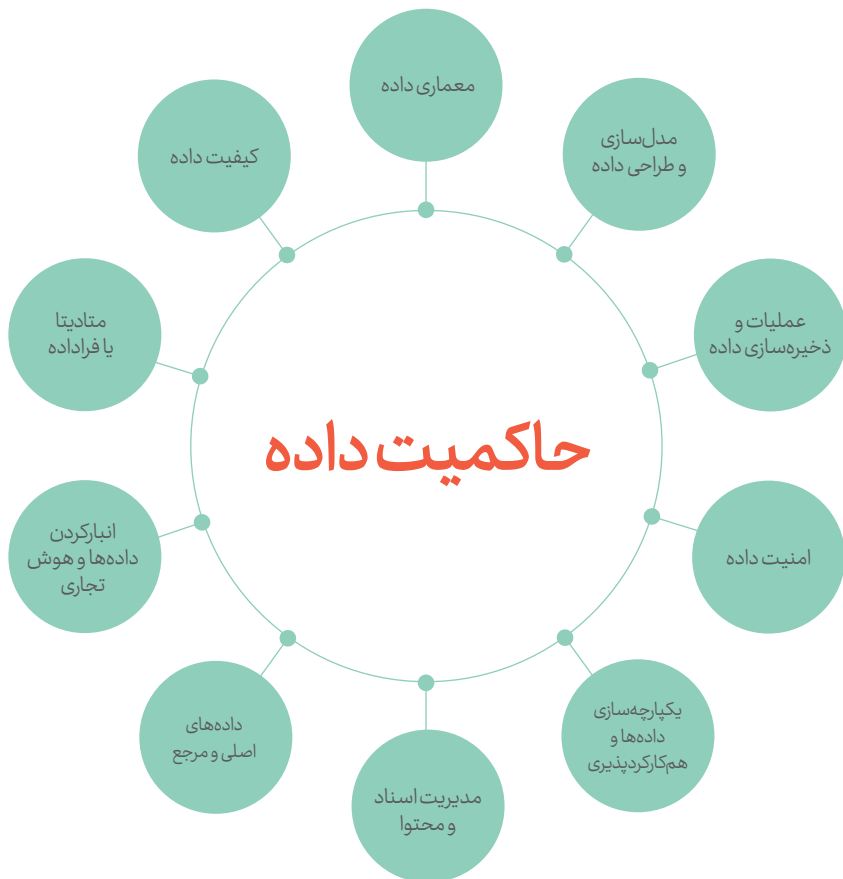 معماری داده
مدل‌سازی
و طراحی داده
عملیات و
ذخیره‌سازی داده
امنیت داده
یکپارچه‌سازی
داده‌ها و
هم‌کارکردپذیری
مدیریت اسناد
و محتوا
داده‌های
اصلی و مرجع
انبارکردن
داده‌ها و هوش
تجاری
متادیتا
یا فراداده
کیفیت داده
حاکمیت داده